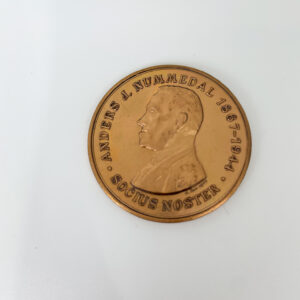 · ANDERS J. NUMMEDAL 1867-1944 ·
SOCIUS NOSTER